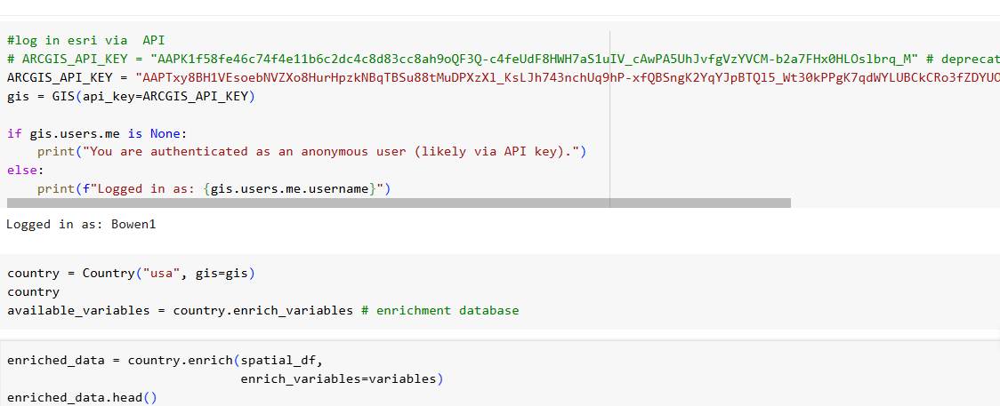 #log in esri via  API
# ARCGIS_API_KEY = "AAPK1f58fe46c74f4e11b6c2dc4c8d83cc8ah9oQF3Q-c4feUdF8HWH7aS1uIV_cAwPA5UhJvfgVzYVCM-b2a7FHx0HLOslbrq_M" # deprecat
ARCGIS_API_KEY = "AAPTxy8BH1VEsoebNVZXo8HurHpzkNBqTBSu88tMuDPXzXl_KsLJh743nchUq9hP-xfQBSngK2YqYJpBTQl5_Wt30kPPgK7qdWYLUBCkCRo3fZDYUO
gis = GIS(api_key=ARCGIS_API_KEY)

if gis.users.me is None:
    print("You are authenticated as an anonymous user (likely via API key).")
else:
    print(f"Logged in as: {gis.users.me.username}")
Logged in as: Bowen1
country = Country("usa", gis=gis)
country
available_variables = country.enrich_variables # enrichment database
enriched_data = country.enrich(spatial_df,
                               enrich_variables=variables)
enriched_data.head()